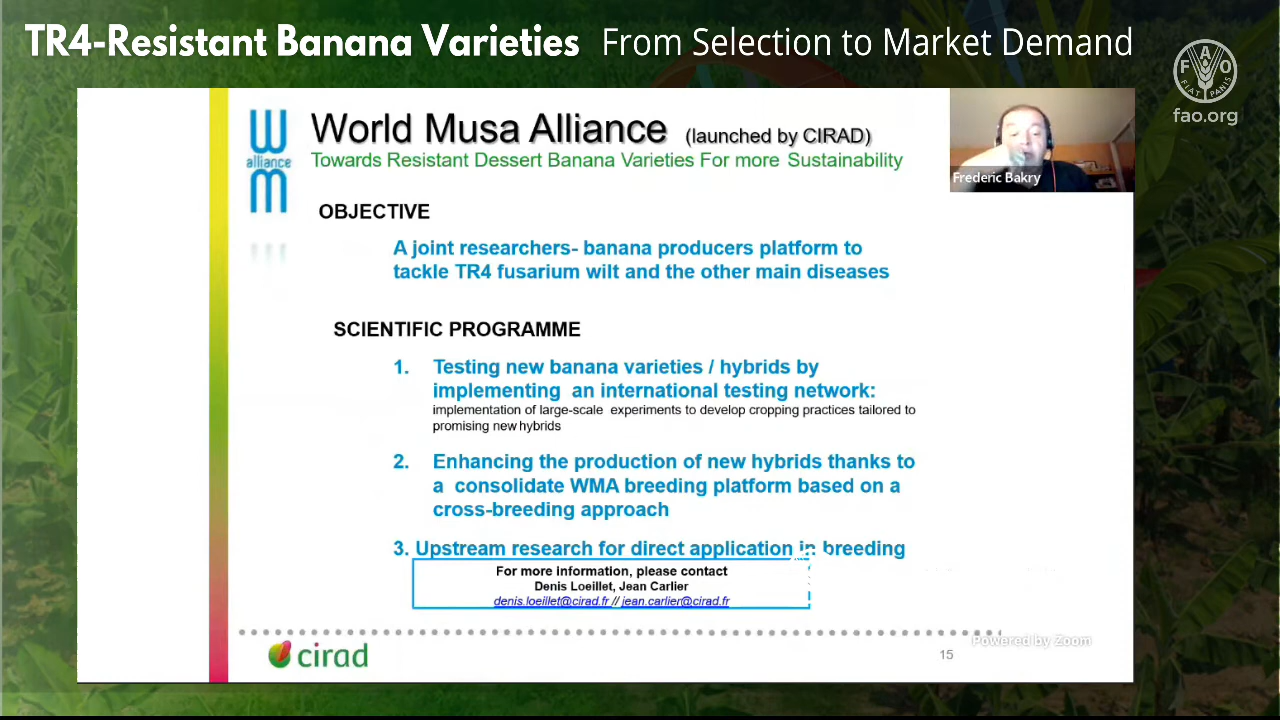 TR4-Resistant Banana Varieties From Selection to Market Demand
F A O
FIAT PANIS
fao.org
W
alliance
M
World Musa Alliance (launched by CIRAD)
Towards Resistant Dessert Banana Varieties For more Sustainability
Frederic Bakry
OBJECTIVE
A joint researchers- banana producers platform to
tackle TR4 fusarium wilt and the other main diseases
SCIENTIFIC PROGRAMME
1. Testing new banana varieties / hybrids by
implementing an international testing network:
implementation of large-scale experiments to develop cropping practices tailored to
promising new hybrids
2. Enhancing the production of new hybrids thanks to
a consolidate WMA breeding platform based on a
cross-breeding approach
3. Upstream research for direct application in breeding
For more information, please contact
Denis Loeillet, Jean Carlier
denis.loeillet@cirad.fr // jean.carlier@cirad.fr
Powered by Zoom
cirad
15